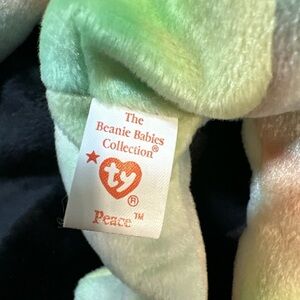 The
Beanie Babies
Collection®
ty
®
Peace™